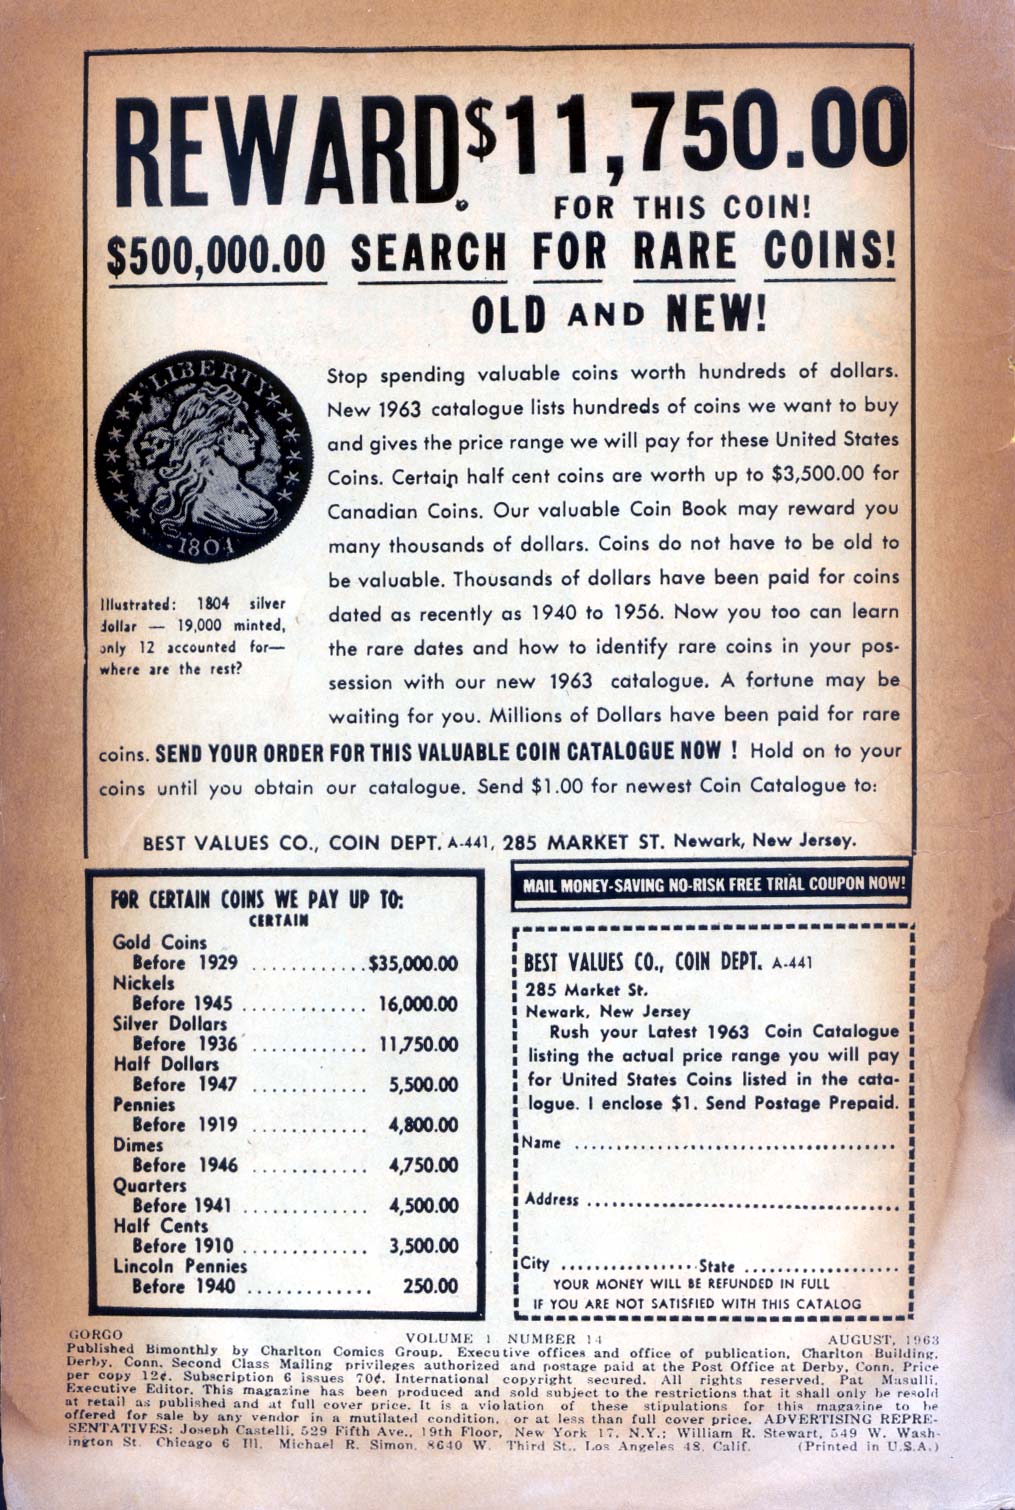 REWARD. $11,750.00
FOR THIS COIN!
$500,000.00 SEARCH FOR RARE COINS!
OLD AND NEW!
LIBERTY
1804
Illustrated: 1804 silver
dollar — 19,000 minted,
only 12 accounted for—
where are the rest?
Stop spending valuable coins worth hundreds of dollars.
New 1963 catalogue lists hundreds of coins we want to buy
and gives the price range we will pay for these United States
Coins. Certain half cent coins are worth up to $3,500.00 for
Canadian Coins. Our valuable Coin Book may reward you
many thousands of dollars. Coins do not have to be old to
be valuable. Thousands of dollars have been paid for coins
dated as recently as 1940 to 1956. Now you too can learn
the rare dates and how to identify rare coins in your pos-
session with our new 1963 catalogue. A fortune may be
waiting for you. Millions of Dollars have been paid for rare
coins. SEND YOUR ORDER FOR THIS VALUABLE COIN CATALOGUE NOW ! Hold on to your
coins until you obtain our catalogue. Send $1.00 for newest Coin Catalogue to:
BEST VALUES CO., COIN DEPT. A-441, 285 MARKET ST. Newark, New Jersey.
FOR CERTAIN COINS WE PAY UP TO:
CERTAIN
Gold Coins
Before 1929 ............$35,000.00
Nickels
Before 1945 ............. 16,000.00
Silver Dollars
Before 1936 ............ 11,750.00
Half Dollars
Before 1947 ............ 5,500.00
Pennies
Before 1919 ............ 4,800.00
Dimes
Before 1946 ............ 4,750.00
Quarters
Before 1941 ............. 4,500.00
Half Cents
Before 1910 ............. 3,500.00
Lincoln Pennies
Before 1940 ............. 250.00
MAIL MONEY-SAVING NO-RISK FREE TRIAL COUPON NOW!
BEST VALUES CO., COIN DEPT. A-441
285 Market St.
Newark, New Jersey
Rush your Latest 1963 Coin Catalogue
listing the actual price range you will pay
for United States Coins listed in the cata-
logue. I enclose $1. Send Postage Prepaid.
Name ........................................
Address .......................................
City ................. State ...................
YOUR MONEY WILL BE REFUNDED IN FULL
IF YOU ARE NOT SATISFIED WITH THIS CATALOG
GORGO VOLUME 1 NUMBER 14 AUGUST, 1963
Published Bimonthly by Charlton Comics Group. Executive offices and office of publication, Charlton Building,
Derby, Conn. Second Class Mailing privileges authorized and postage paid at the Post Office at Derby, Conn. Price
per copy 12¢. Subscription 6 issues 70¢. International copyright secured. All rights reserved. Pat Masulli,
Executive Editor. This magazine has been produced and sold subject to the restrictions that it shall only be resold
at retail as published and at full cover price. It is a violation of these stipulations for this magazine to be
offered for sale by any vendor in a mutilated condition, or at less than full cover price. ADVERTISING REPRE-
SENTATIVES: Joseph Castelli, 529 Fifth Ave., 19th Floor, New York 17, N.Y.; William R. Stewart, 549 W. Wash-
ington St. Chicago 6 Ill. Michael R. Simon, 8640 W. Third St., Los Angeles 48, Calif. (Printed in U.S.A.)